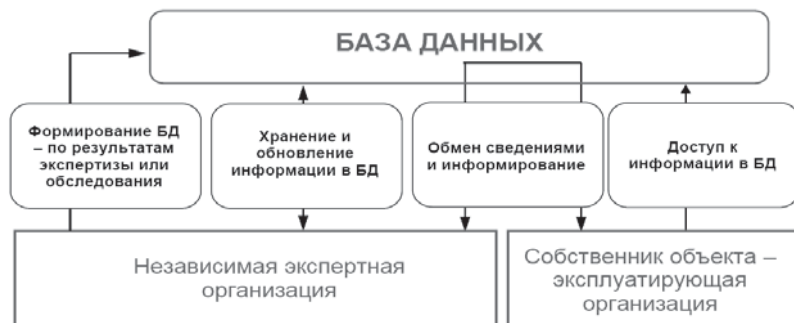 БАЗА ДАННЫХ
Формирование БД
– по результатам
экспертизы или
обследования
Хранение и
обновление
информации в БД
Обмен сведениями
и информирование
Доступ к
информации в БД
Независимая экспертная
организация
Собственник объекта –
эксплуатирующая
организация